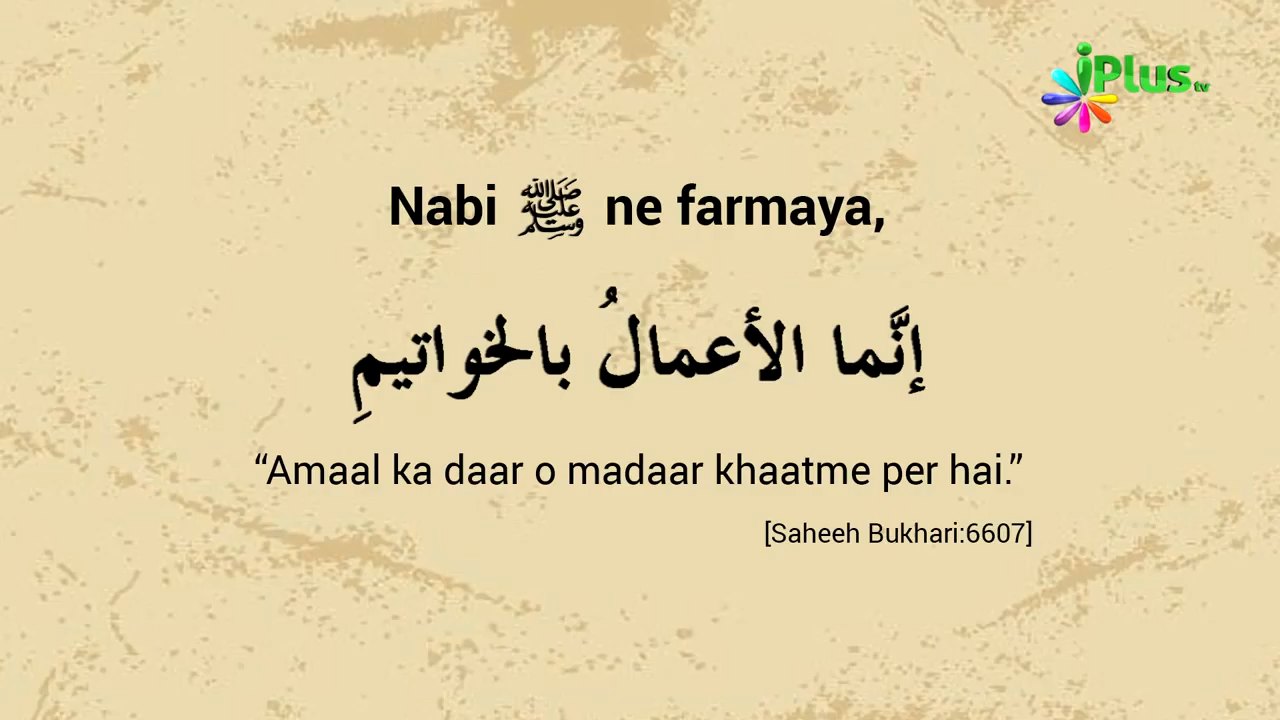 iPlus tv
Nabi ﷺ ne farmaya,
إنَّما الأعمالُ بالخواتيمِ
“Amaal ka daar o madaar khaatme per hai.”
[Saheeh Bukhari:6607]